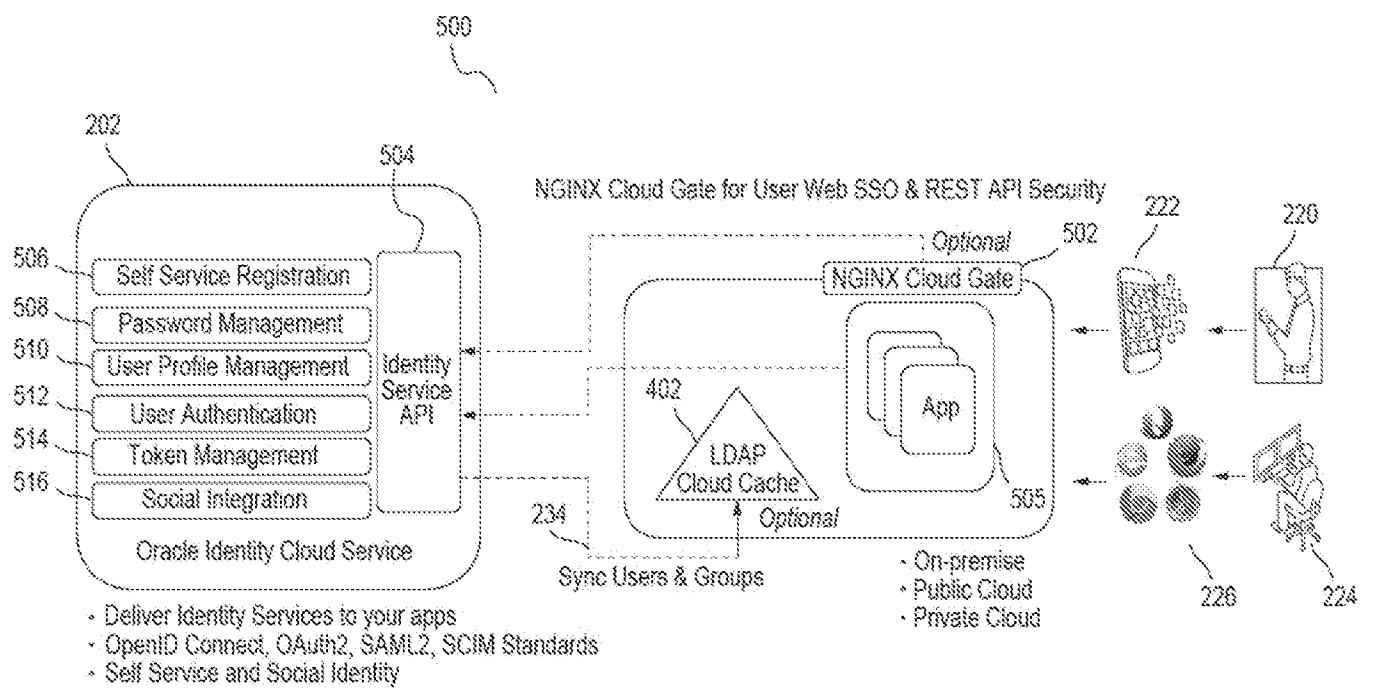 500
202
504
NGINX Cloud Gate for User Web SSO & REST API Security
222
220
Optional
502
506
Self Service Registration
NGINX Cloud Gate
508
Password Management
510
User Profile Management
Identity
Service
API
512
User Authentication
402
App
514
Token Management
LDAP
Cloud Cache
516
Social Integration
505
Optional
234
Oracle Identity Cloud Service
Sync Users & Groups
· On-premise
· Public Cloud
· Private Cloud
226
224
· Deliver Identity Services to your apps
· OpenID Connect, OAuth2, SAML2, SCIM Standards
· Self Service and Social Identity